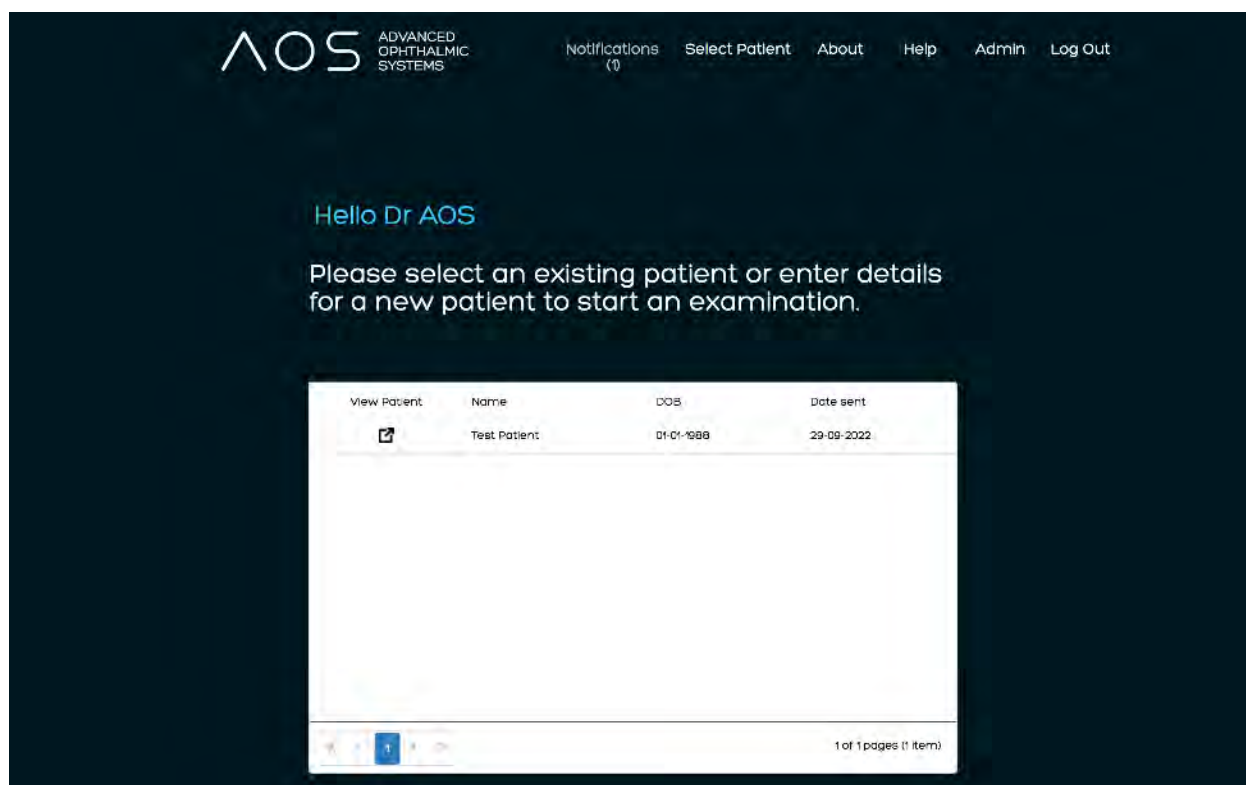 AOS
ADVANCED
OPHTHALMIC
SYSTEMS
Notifications
(1)
Select Patient
About
Help
Admin
Log Out
Hello Dr AOS
Please select an existing patient or enter details
for a new patient to start an examination.
View Patient Name DOB Date sent
Test Patient 01-01-1988 29-09-2022
1
1 of 1 pages (1 item)